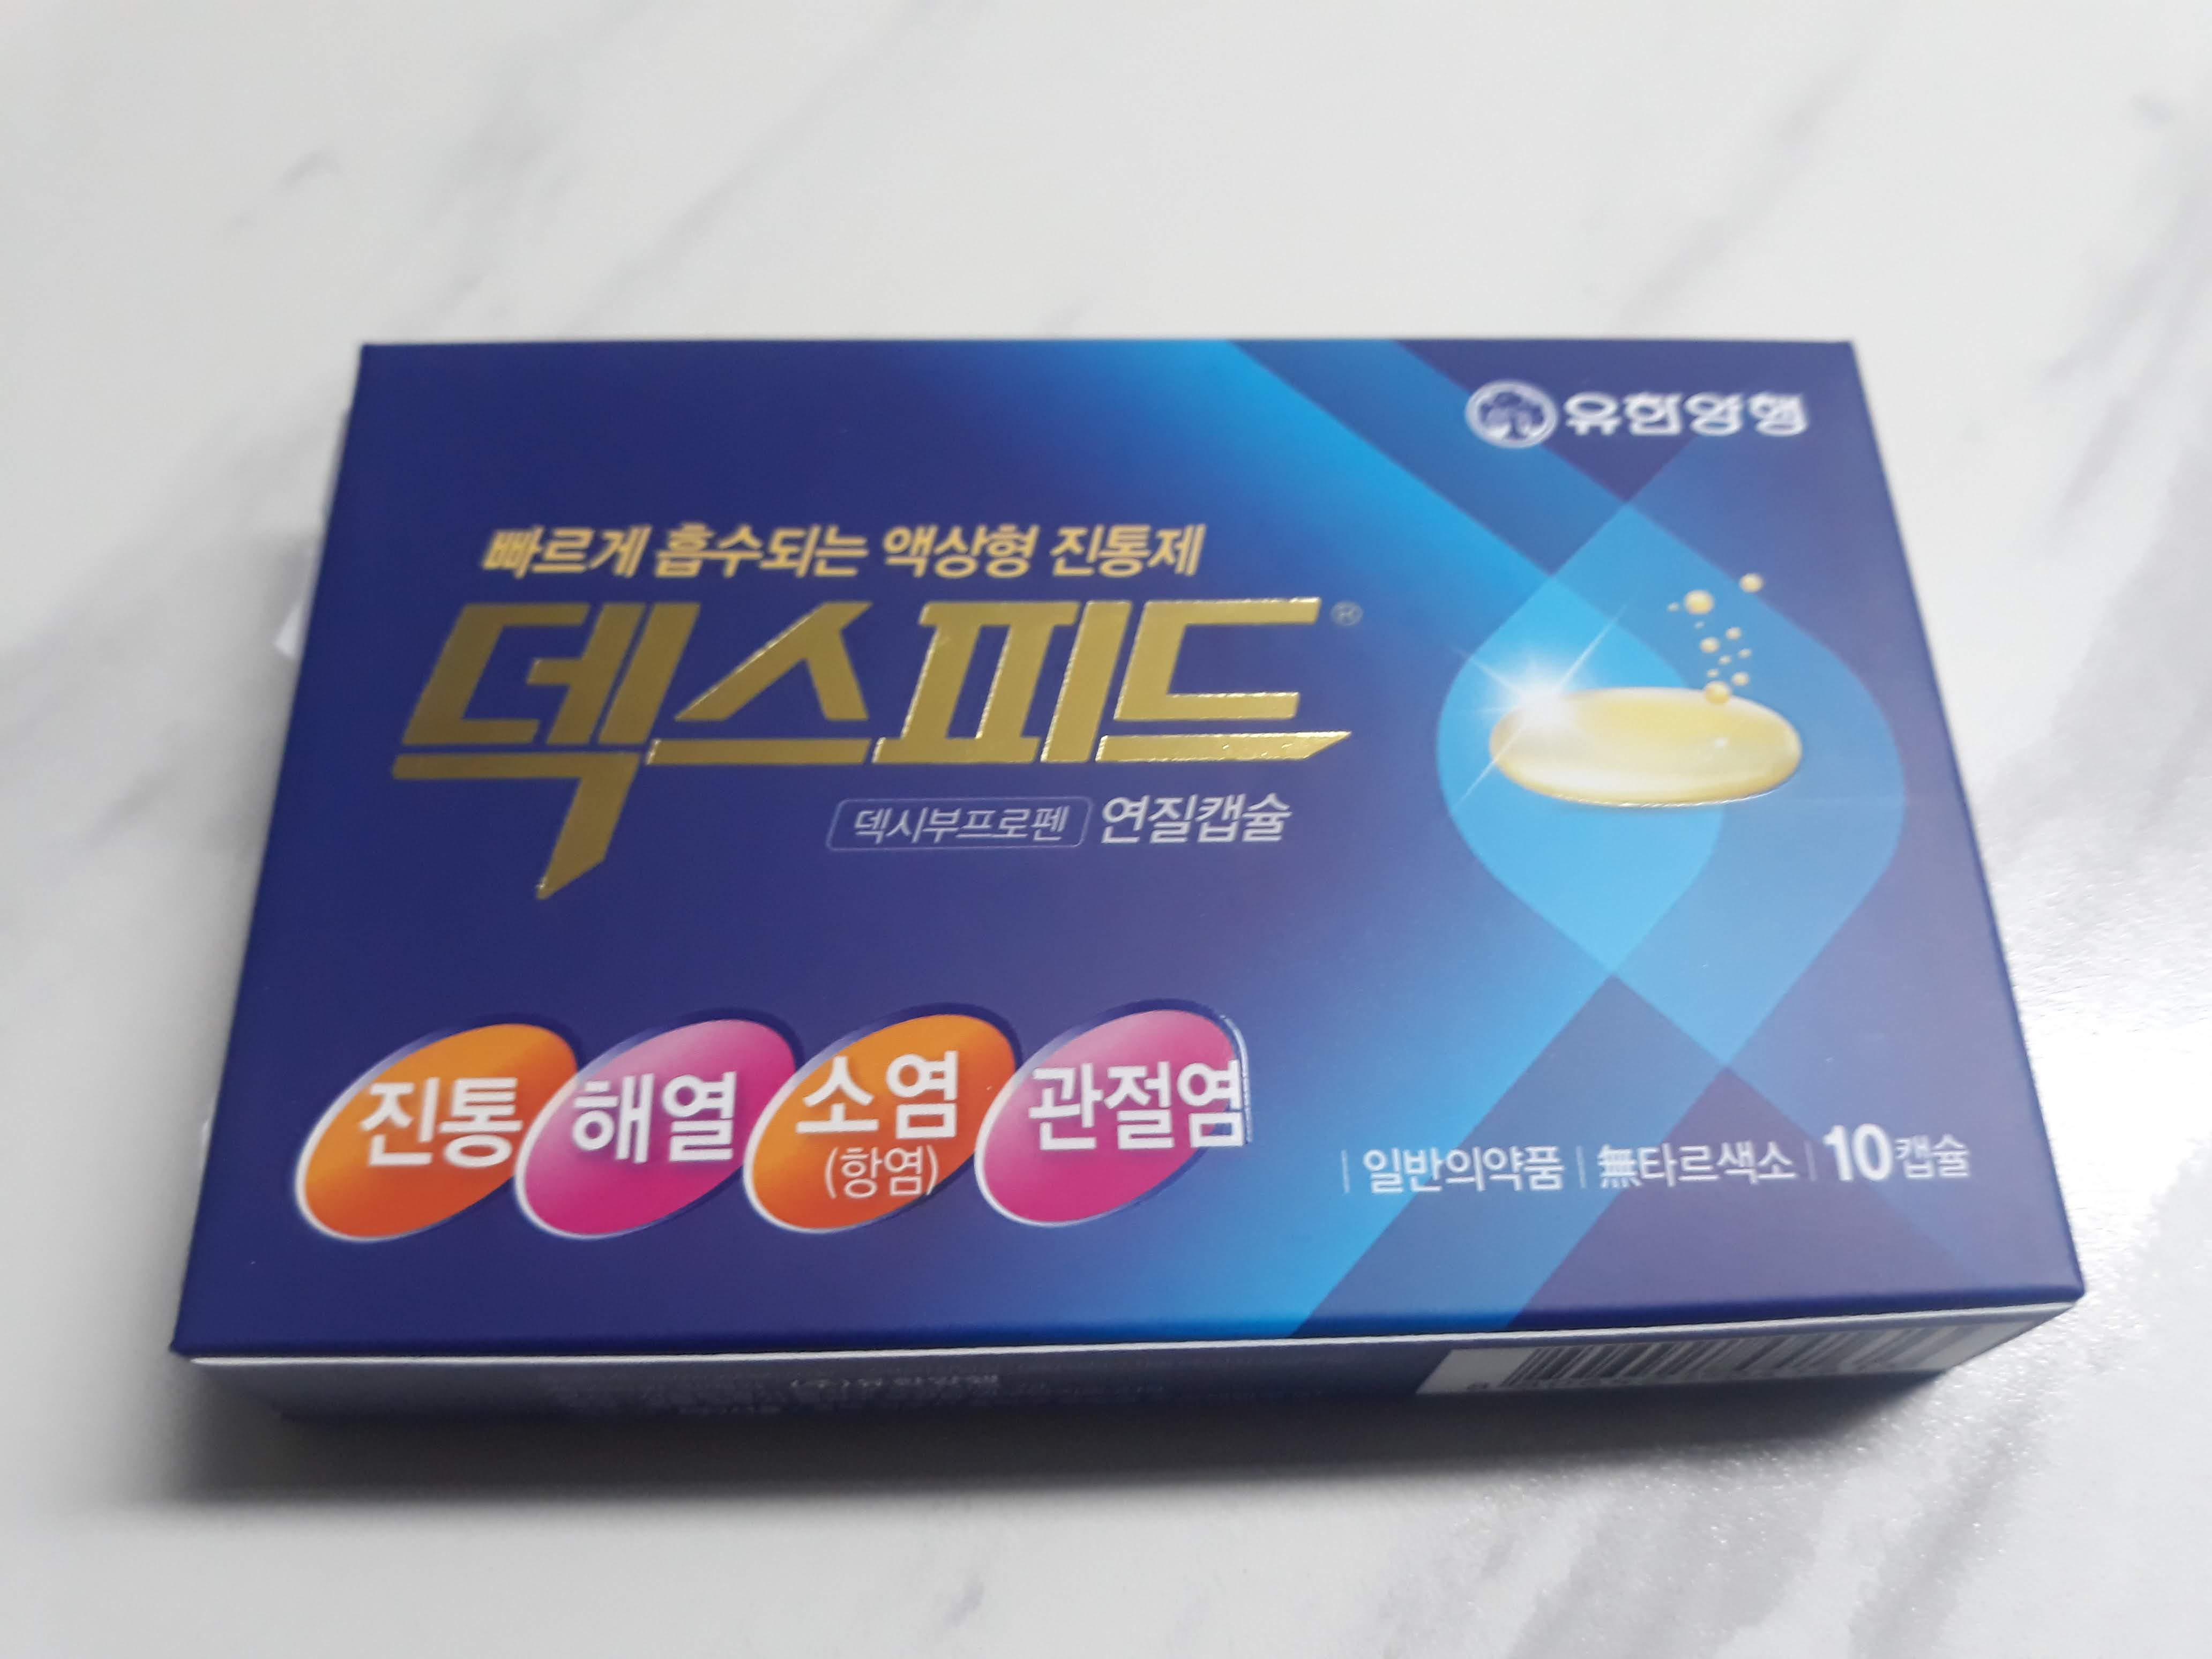 유한양행
빠르게 흡수되는 액상형 진통제
덱스피드®
덱시부프로펜 연질캡슐
진통 해열 소염 관절염
(항염)
일반의약품 | 無타르색소 | 10캡슐